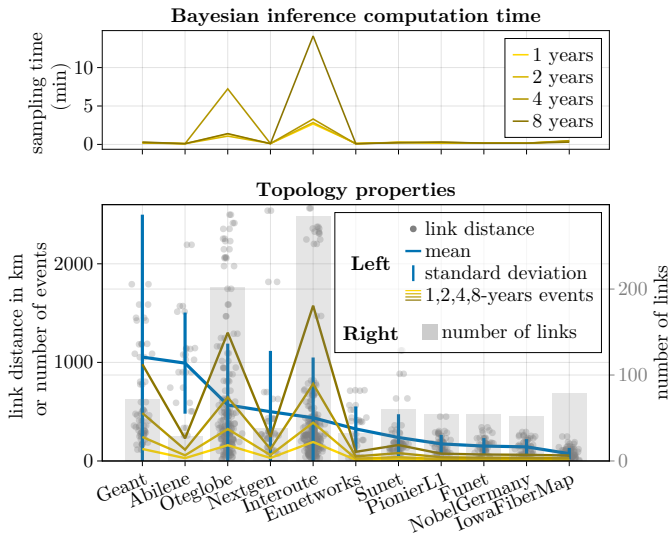 Bayesian inference computation time
sampling time
(min)
10
5
0
1 years
2 years
4 years
8 years
Topology properties
link distance in km
or number of events
2000
1000
0
Left
link distance
mean
standard deviation
1,2,4,8-years events
Right
number of links
200
100
0
number of links
Geant
Abilene
Oteglobe
Nextgen
Interoute
Eunetworks
Sunet
PionierL1
Funet
NobelGermany
IowaFiberMap